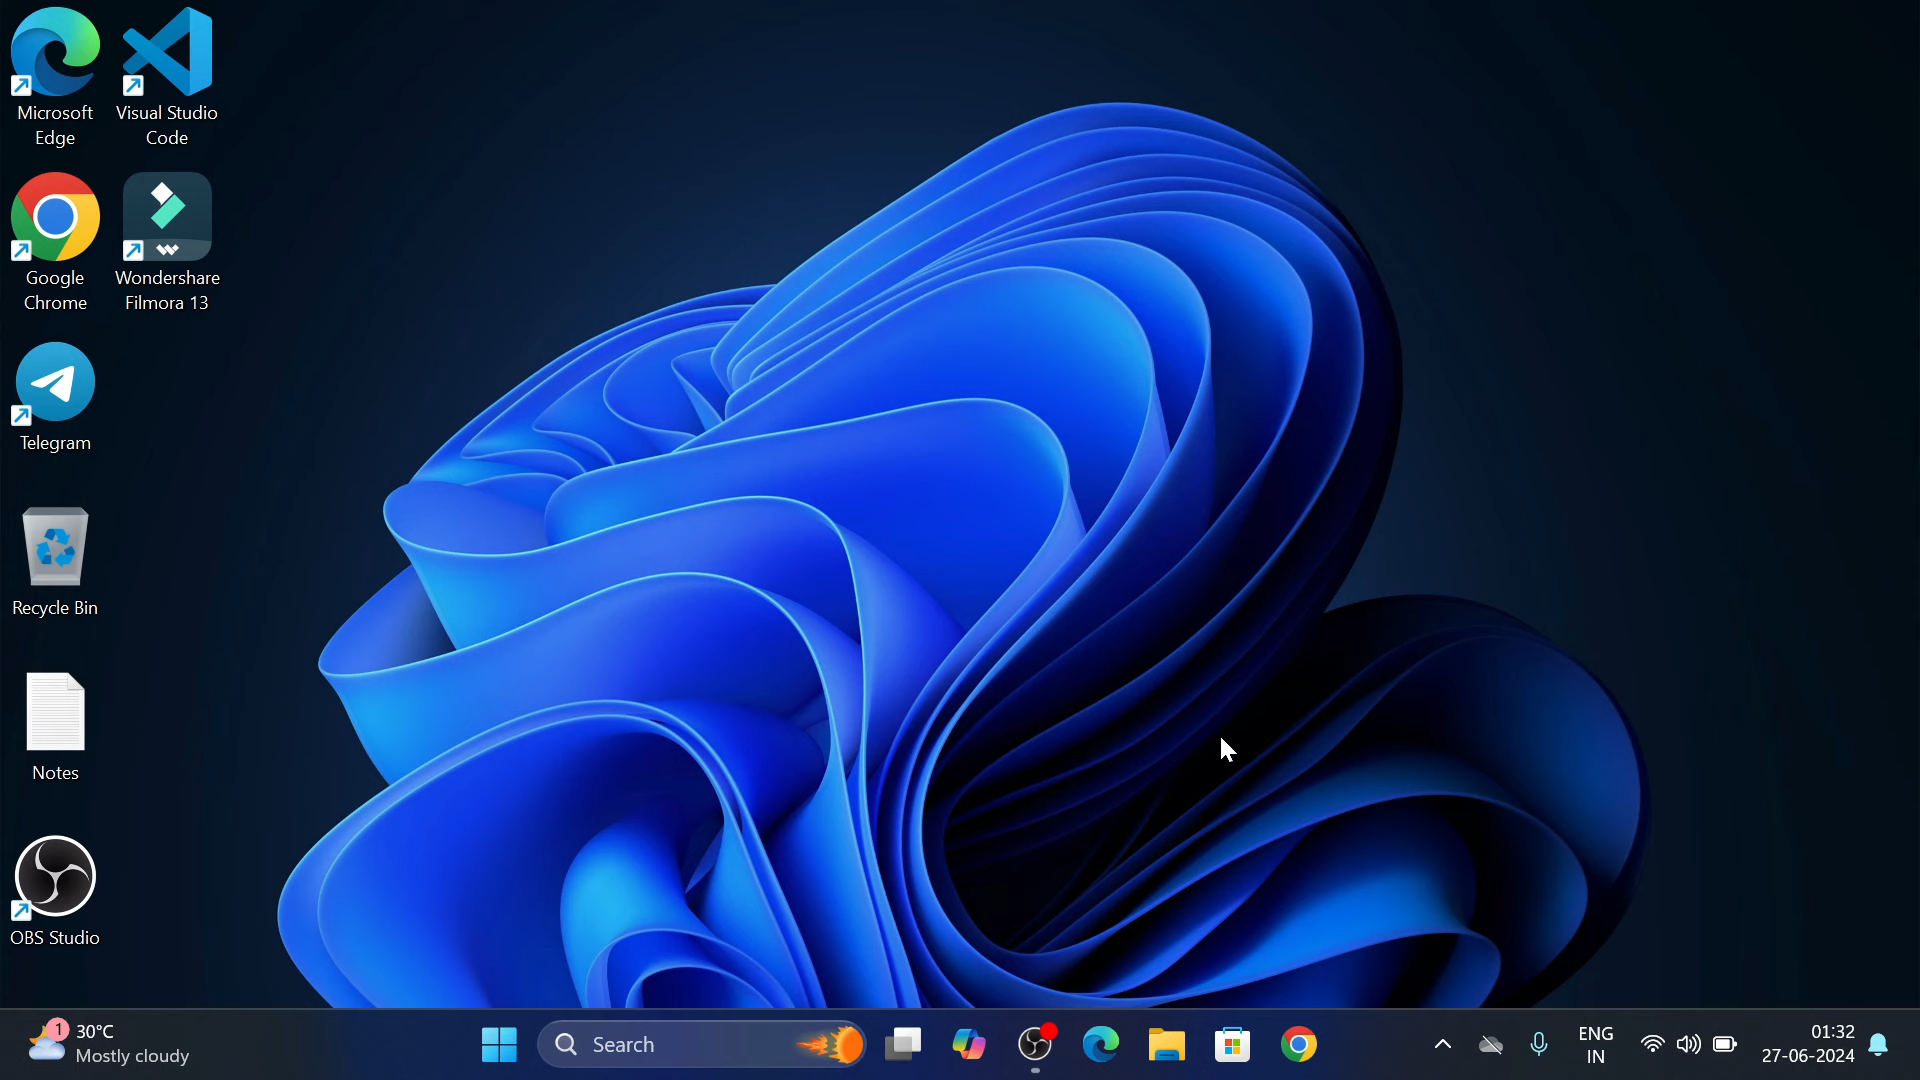 Microsoft
Edge
Visual Studio
Code
Google
Chrome
Wondershare
Filmora 13
Telegram
Recycle Bin
Notes
OBS Studio
1
30°C
Mostly cloudy
Search
ENG
IN
01:32
27-06-2024